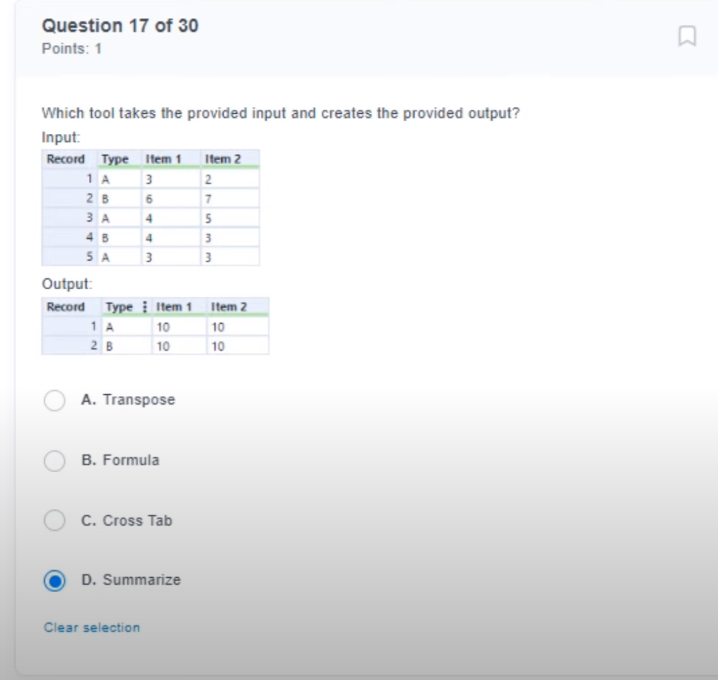 Question 17 of 30
Points: 1
Which tool takes the provided input and creates the provided output?
Input:
Record Type Item 1 Item 2
1 A 3 2
2 B 6 7
3 A 4 5
4 B 4 3
5 A 3 3
Output:
Record Type Item 1 Item 2
1 A 10 10
2 B 10 10
A. Transpose
B. Formula
C. Cross Tab
D. Summarize
Clear selection